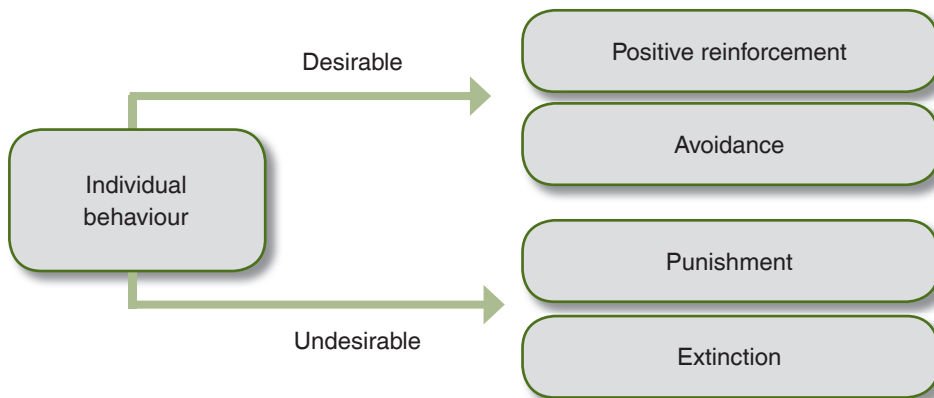 Desirable
Positive reinforcement
Avoidance
Individual
behaviour
Punishment
Undesirable
Extinction